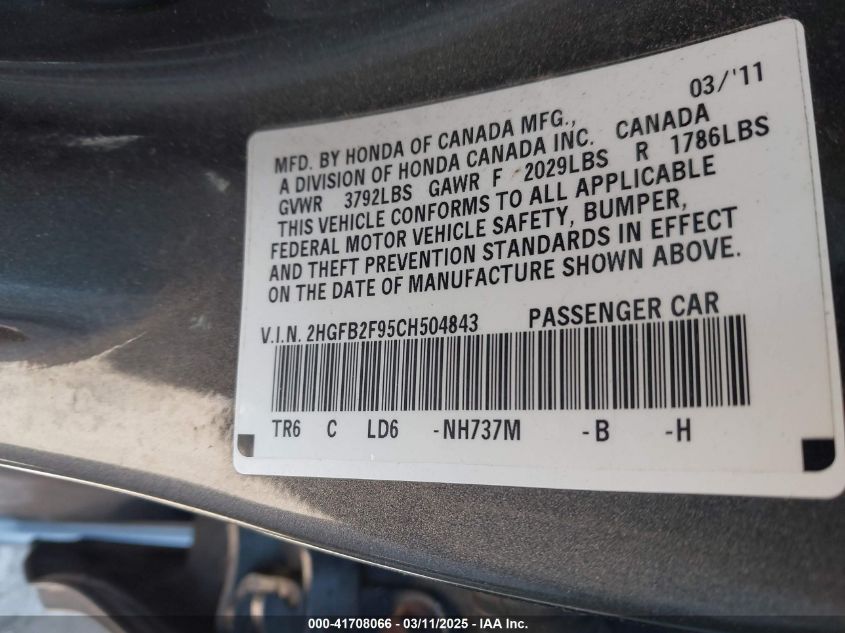 03/'11
MFD. BY HONDA OF CANADA MFG.,
A DIVISION OF HONDA CANADA INC. CANADA
GVWR 3792LBS GAWR F 2029LBS R 1786LBS
THIS VEHICLE CONFORMS TO ALL APPLICABLE
FEDERAL MOTOR VEHICLE SAFETY, BUMPER,
AND THEFT PREVENTION STANDARDS IN EFFECT
ON THE DATE OF MANUFACTURE SHOWN ABOVE.
V.I.N. 2HGFB2F95CH504843 PASSENGER CAR
TR6 C LD6 -NH737M -B -H
000-41708066 - 03/11/2025 - IAA Inc.